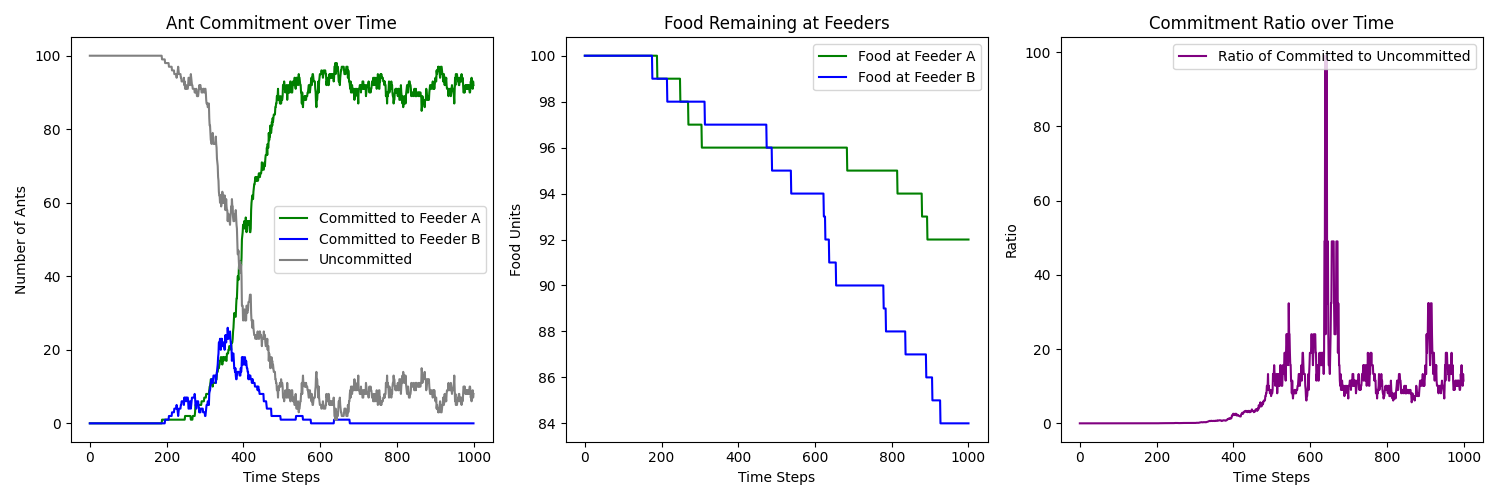 Ant Commitment over Time
Number of Ants
100
80
60
40
20
0
Committed to Feeder A
Committed to Feeder B
Uncommitted
0 200 400 600 800 1000
Time Steps
Food Remaining at Feeders
Food Units
100
98
96
94
92
90
88
86
84
Food at Feeder A
Food at Feeder B
0 200 400 600 800 1000
Time Steps
Commitment Ratio over Time
Ratio
100
80
60
40
20
0
Ratio of Committed to Uncommitted
0 200 400 600 800 1000
Time Steps